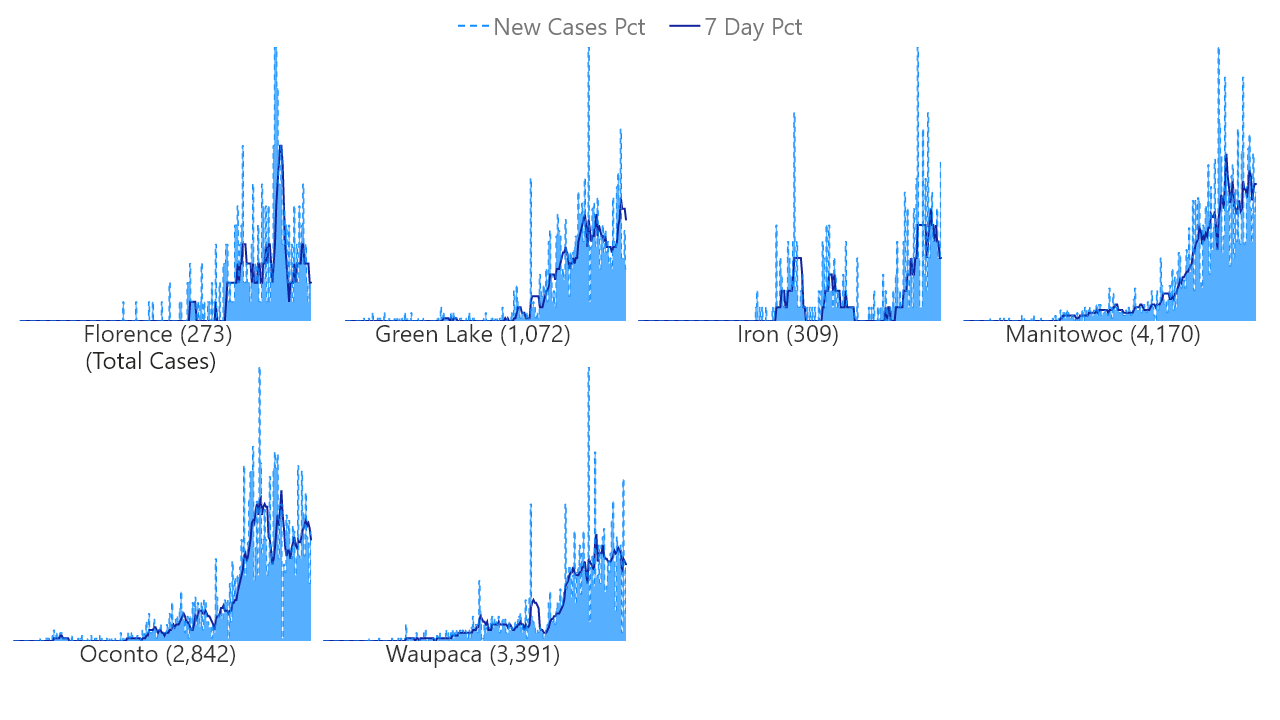 New Cases Pct 7 Day Pct
Florence (273) Green Lake (1,072) Iron (309) Manitowoc (4,170)
(Total Cases)
Oconto (2,842) Waupaca (3,391)